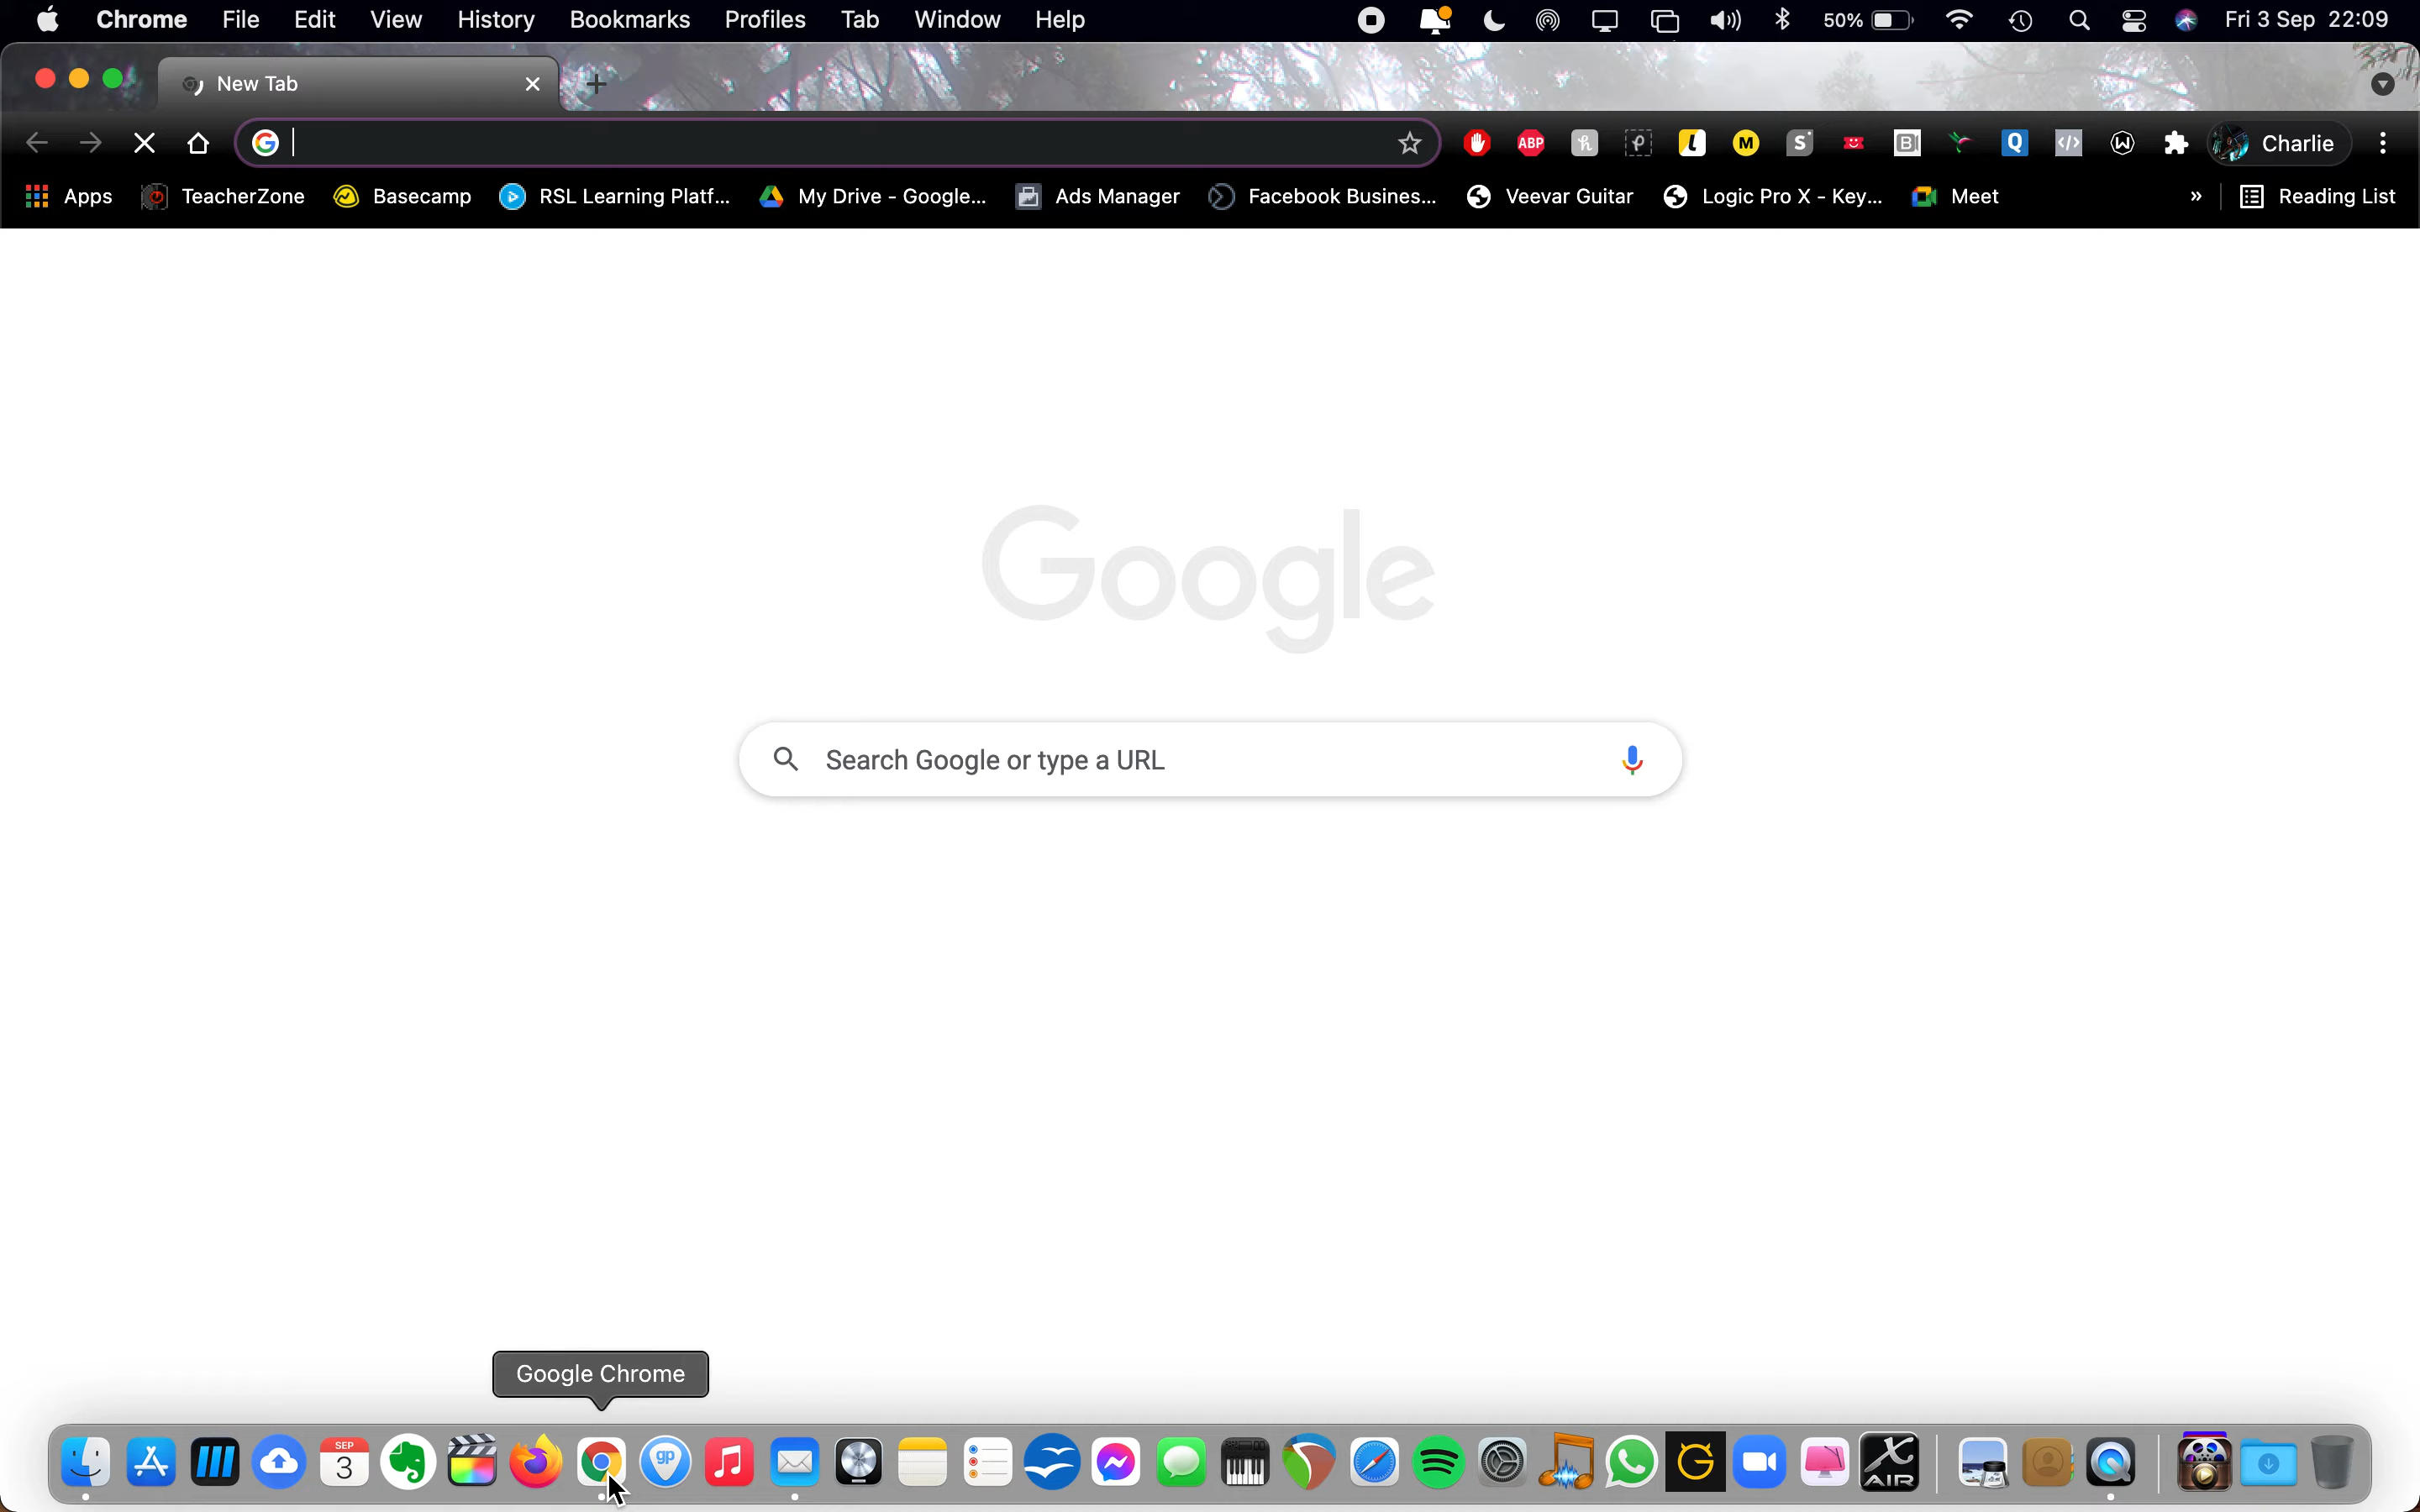 Chrome File Edit View History Bookmarks Profiles Tab Window Help 50% Fri 3 Sep 22:09
New Tab
ABP M S B Q </> W Charlie
Apps TeacherZone Basecamp RSL Learning Platf... My Drive - Google... Ads Manager Facebook Busines... Veevar Guitar Logic Pro X - Key... Meet » Reading List
Google
Search Google or type a URL
Google Chrome
SEP
3
gp
G
X
AIR